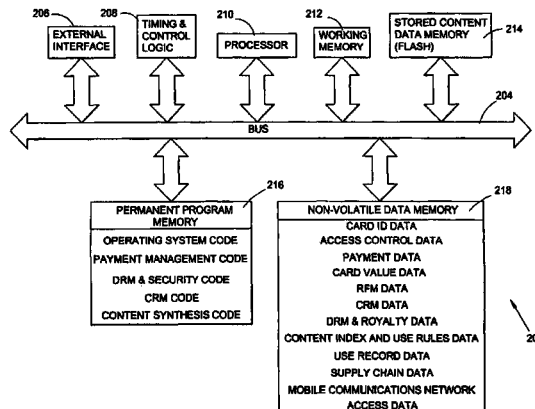 206
208
210
212
214
EXTERNAL
INTERFACE
TIMING &
CONTROL
LOGIC
PROCESSOR
WORKING
MEMORY
STORED CONTENT
DATA MEMORY
(FLASH)
204
BUS
216
218
PERMANENT PROGRAM
MEMORY
OPERATING SYSTEM CODE
PAYMENT MANAGEMENT CODE
DRM & SECURITY CODE
CRM CODE
CONTENT SYNTHESIS CODE
NON-VOLATILE DATA MEMORY
CARD ID DATA
ACCESS CONTROL DATA
PAYMENT DATA
CARD VALUE DATA
RFM DATA
CRM DATA
DRM & ROYALTY DATA
CONTENT INDEX AND USE RULES DATA
USE RECORD DATA
SUPPLY CHAIN DATA
MOBILE COMMUNICATIONS NETWORK
ACCESS DATA